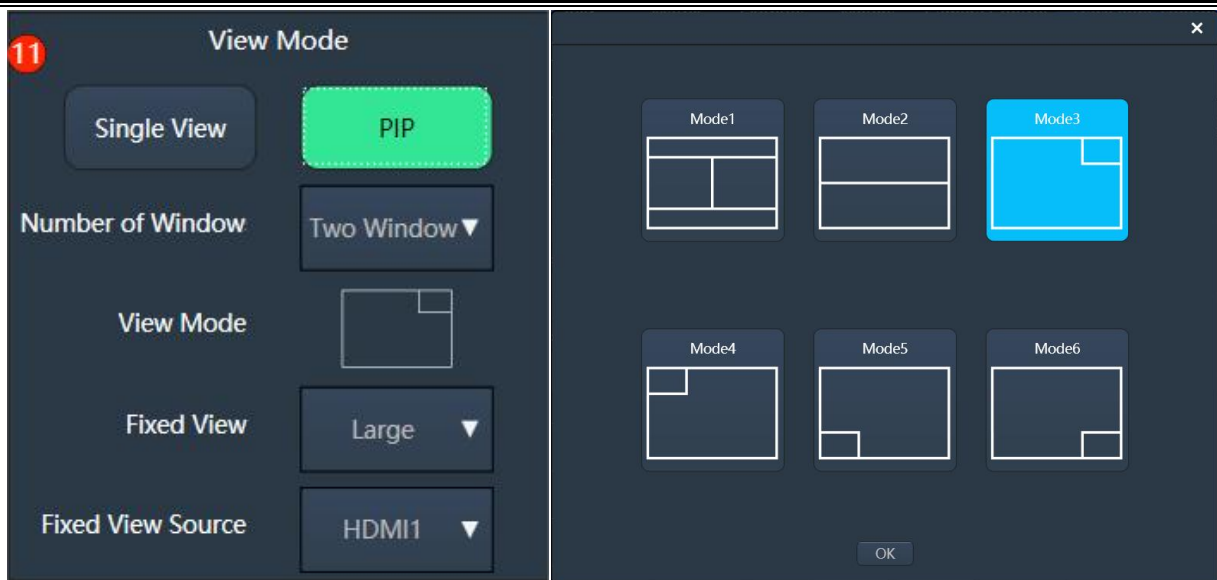 11
View Mode
Single View
PIP
Number of Window
Two Window▼
View Mode
Fixed View
Large ▼
Fixed View Source
HDMI1 ▼
×
Mode1
Mode2
Mode3
Mode4
Mode5
Mode6
OK